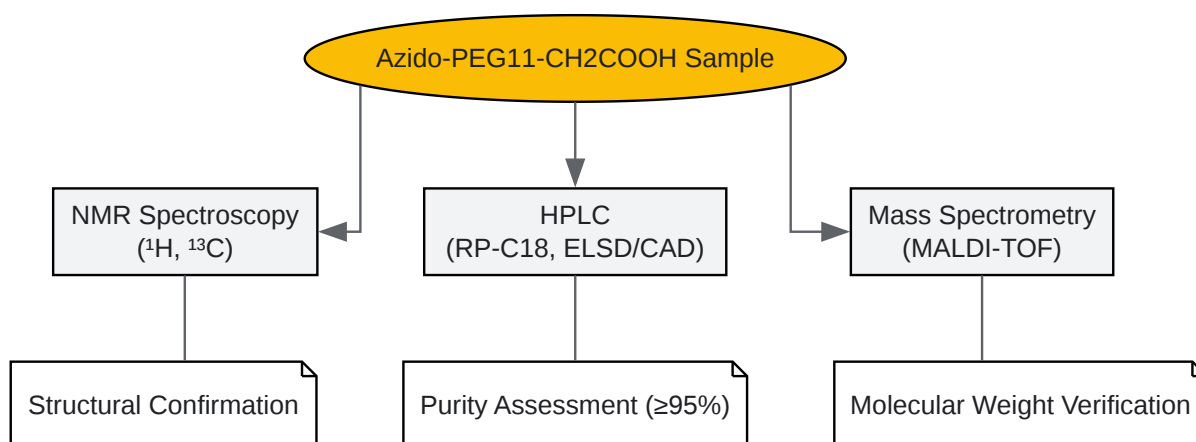 Azido-PEG11-CH2COOH Sample
NMR Spectroscopy
(¹H, ¹³C)
HPLC
(RP-C18, ELSD/CAD)
Mass Spectrometry
(MALDI-TOF)
Structural Confirmation
Purity Assessment (≥95%)
Molecular Weight Verification